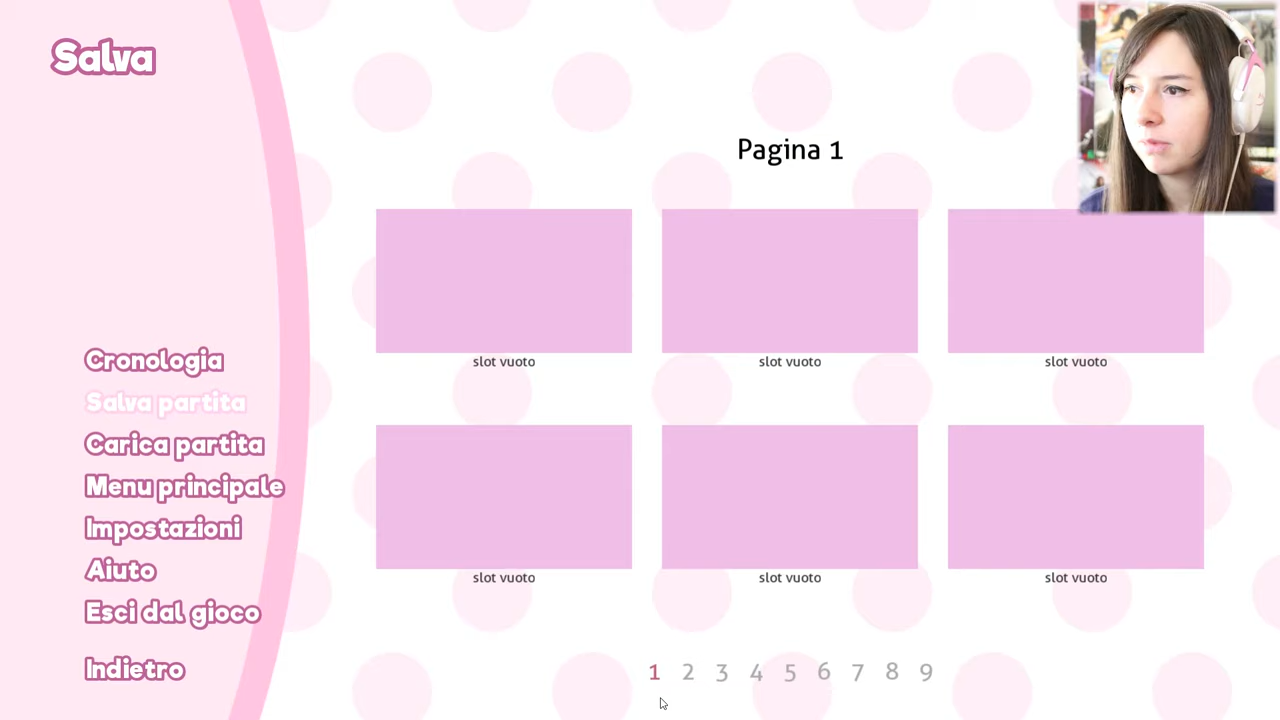 Salva
Pagina 1
slot vuoto
slot vuoto
slot vuoto
Cronologia
Salva partita
Carica partita
Menu principale
Impostazioni
Aiuto
Esci dal gioco
Indietro
slot vuoto
slot vuoto
slot vuoto
1 2 3 4 5 6 7 8 9